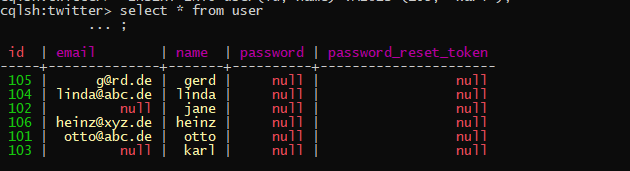 cqlsh:twitter> select * from user
... ;
id | email | name | password | password_reset_token
-----+--------------+-------+----------+----------------------
105 | g@rd.de | gerd | null | null
104 | linda@abc.de | linda | null | null
102 | null | jane | null | null
106 | heinz@xyz.de | heinz | null | null
101 | otto@abc.de | otto | null | null
103 | null | karl | null | null